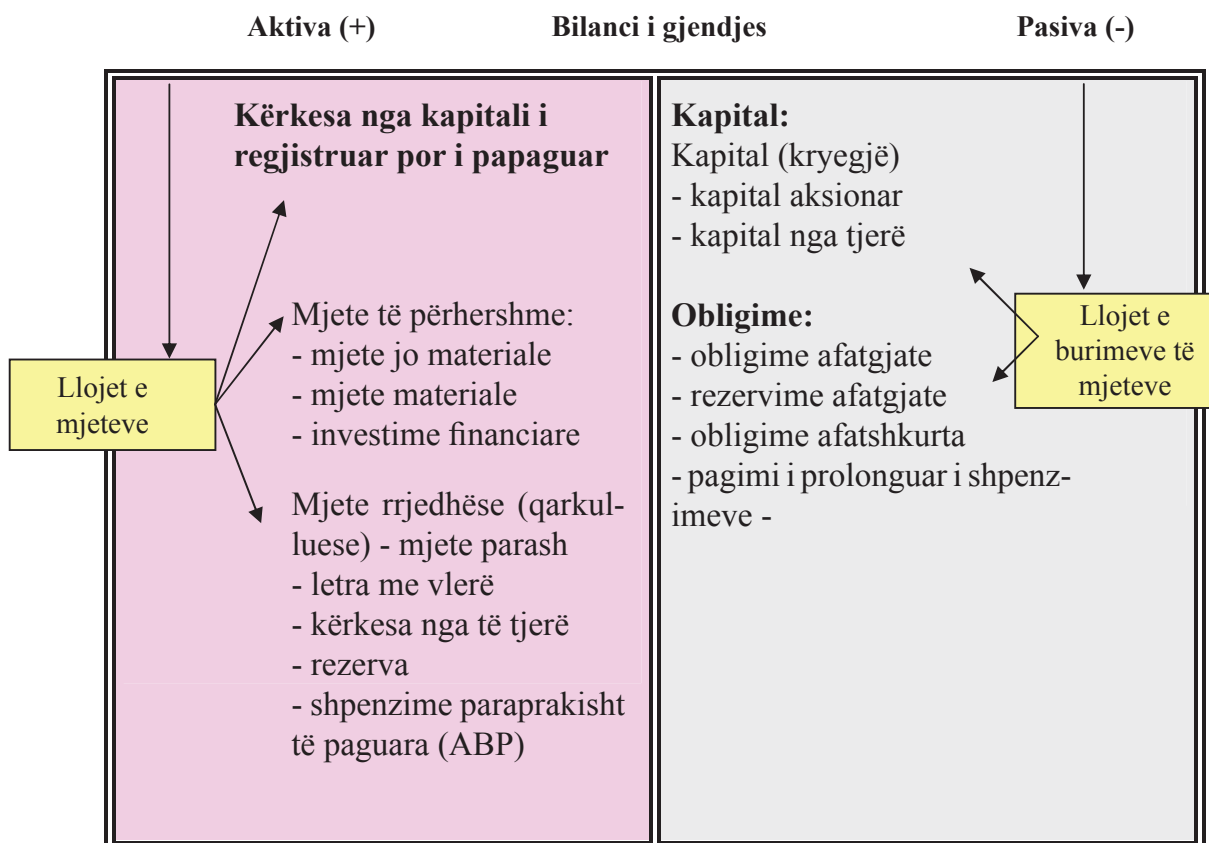 Aktiva (+) Bilanci i gjendjes Pasiva (-)
Kërkesa nga kapitali i
regjistruar por i papaguar
Mjete të përhershme:
- mjete jo materiale
- mjete materiale
- investime financiare
Llojet e
mjeteve
Mjete rrjedhëse (qarkul-
luese) - mjete parash
- letra me vlerë
- kërkesa nga të tjerë
- rezerva
- shpenzime paraprakisht
të paguara (ABP)
Kapital:
Kapital (kryegjë)
- kapital aksionar
- kapital nga tjerë
Obligime:
- obligime afatgjate
- rezervime afatgjate
- obligime afatshkurta
- pagimi i prolonguar i shpenz-
imeve -
Llojet e
burimeve të
mjeteve